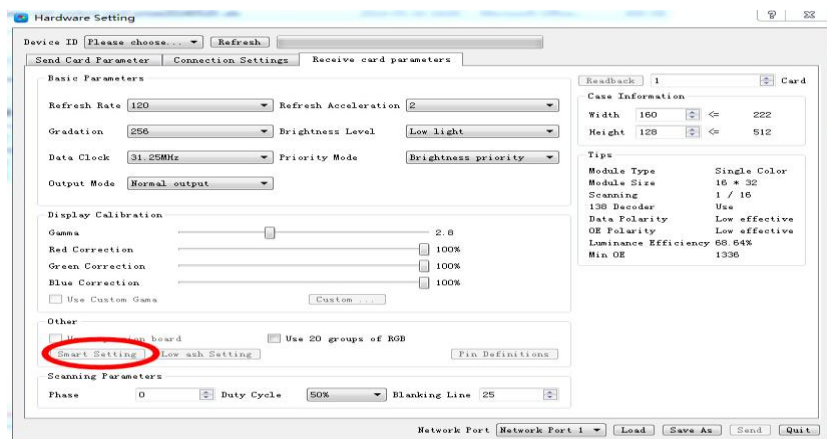 Hardware Setting
Device ID Please choose... Refresh
Send Card Parameter Connection Settings Receive card parameters
Basic Parameters
Refresh Rate 120 Refresh Acceleration 2
Gradation 256 Brightness Level Low light
Data Clock 31.25MHz Priority Mode Brightness priority
Output Mode Normal output
Display Calibration
Gamma 2.8
Red Correction 100%
Green Correction 100%
Blue Correction 100%
Use Custom Gama Custom ...
Other
board Use 20 groups of RGB
Smart Setting Low ash Setting Pin Definitions
Scanning Parameters
Phase 0 Duty Cycle 50% Blanking Line 25
Readback 1 Card
Case Information
Width 160 <= 222
Height 128 <= 512
Tips
Module Type Single Color
Module Size 16 * 32
Scanning 1 / 16
138 Decoder Use
Data Polarity Low effective
OE Polarity Low effective
Luminance Efficiency 68.64%
Min OE 1336
Network Port Network Port 1 Load Save As Send Quit